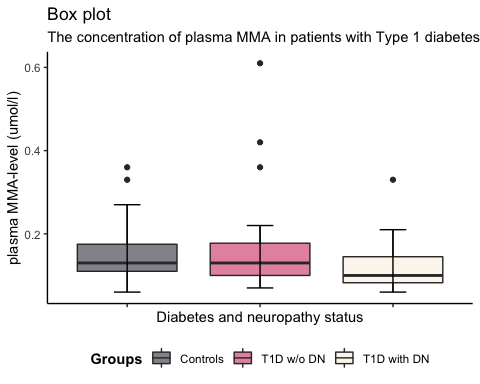 Box plot
The concentration of plasma MMA in patients with Type 1 diabetes
plasma MMA-level (umol/l)
0.6
0.4
0.2
Diabetes and neuropathy status
Groups Controls T1D w/o DN T1D with DN